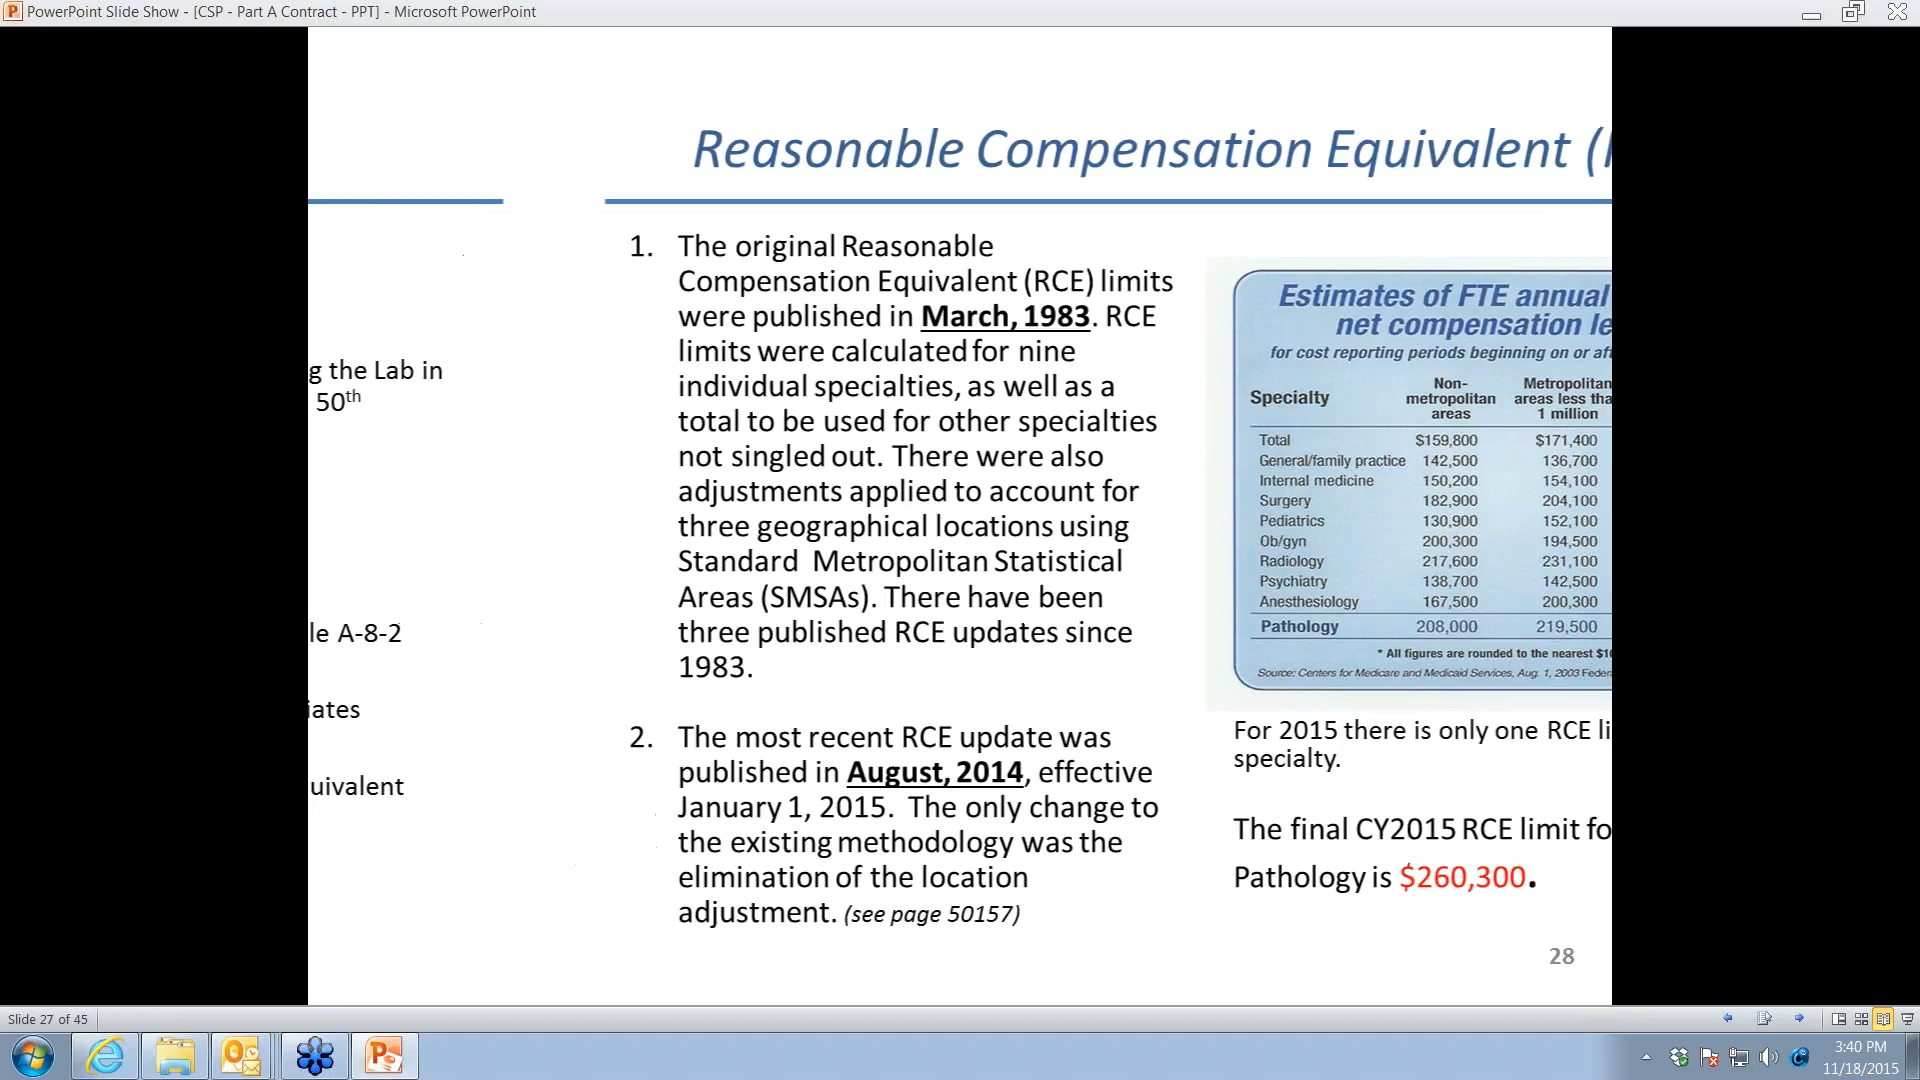 PowerPoint Slide Show - [CSP - Part A Contract - PPT] - Microsoft PowerPoint
Reasonable Compensation Equivalent (
g the Lab in
50th
le A-8-2
iates
uivalent
1. The original Reasonable
Compensation Equivalent (RCE) limits
were published in March, 1983. RCE
limits were calculated for nine
individual specialties, as well as a
total to be used for other specialties
not singled out. There were also
adjustments applied to account for
three geographical locations using
Standard Metropolitan Statistical
Areas (SMSAs). There have been
three published RCE updates since
1983.
2. The most recent RCE update was
published in August, 2014, effective
January 1, 2015. The only change to
the existing methodology was the
elimination of the location
adjustment. (see page 50157)
Estimates of FTE annual
net compensation le
for cost reporting periods beginning on or aft
Specialty Non-metropolitan areas Metropolitan areas less tha 1 million
Total $159,800 $171,400
General/family practice 142,500 136,700
Internal medicine 150,200 154,100
Surgery 182,900 204,100
Pediatrics 130,900 152,100
Ob/gyn 200,300 194,500
Radiology 217,600 231,100
Psychiatry 138,700 142,500
Anesthesiology 167,500 200,300
Pathology 208,000 219,500
* All figures are rounded to the nearest $10
Source: Centers for Medicare and Medicaid Services, Aug. 1, 2003 Feder
For 2015 there is only one RCE li
specialty.
The final CY2015 RCE limit fo
Pathology is $260,300.
28
Slide 27 of 45
3:40 PM
11/18/2015